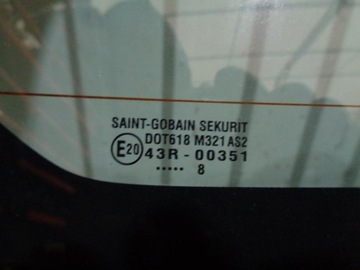 SAINT-GOBAIN SEKURIT
DOT618 M321 AS2
E20 43R - 00351
..... 8